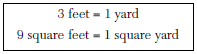 3 feet = 1 yard
9 square feet = 1 square yard